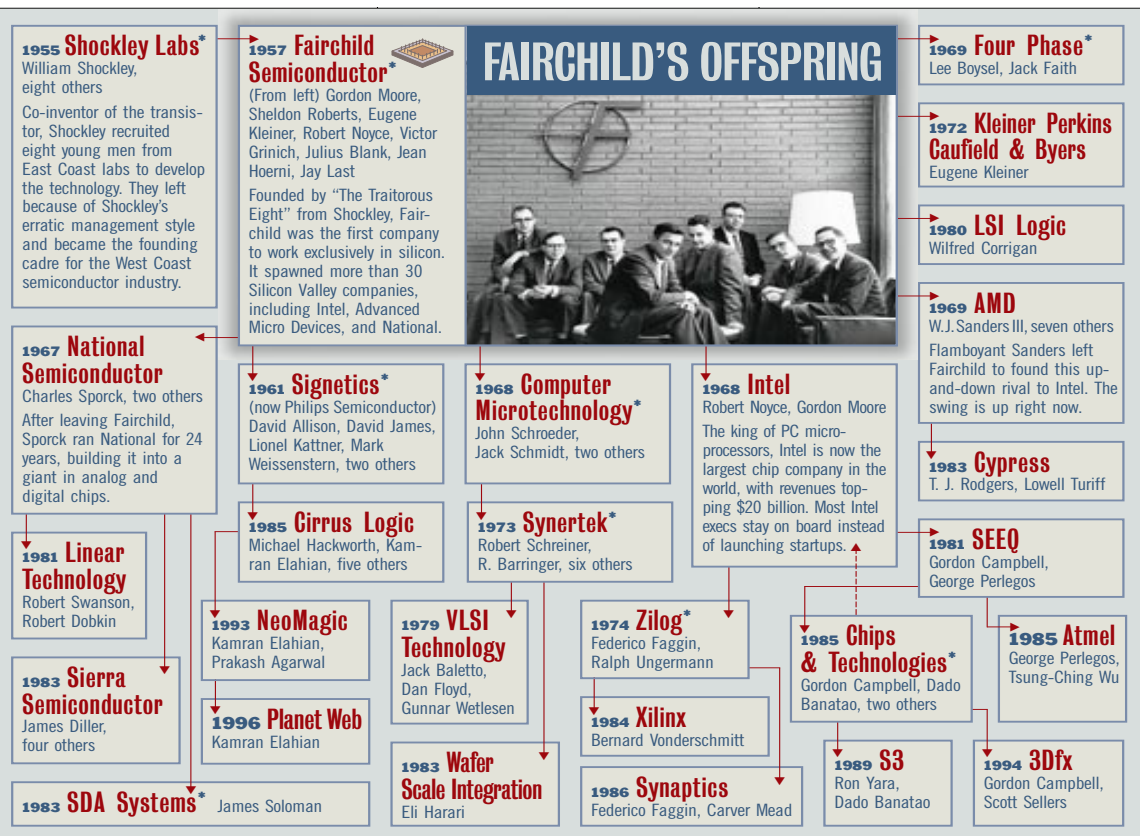 FAIRCHILD'S OFFSPRING
1955 Shockley Labs*
William Shockley,
eight others
Co-inventor of the transis-
tor, Shockley recruited
eight young men from
East Coast labs to develop
the technology. They left
because of Shockley's
erratic management style
and became the founding
cadre for the West Coast
semiconductor industry.
1957 Fairchild
Semiconductor*
(From left) Gordon Moore,
Sheldon Roberts, Eugene
Kleiner, Robert Noyce, Victor
Grinich, Julius Blank, Jean
Hoerni, Jay Last
Founded by "The Traitorous
Eight" from Shockley, Fair-
child was the first company
to work exclusively in silicon.
It spawned more than 30
Silicon Valley companies,
including Intel, Advanced
Micro Devices, and National.
1969 Four Phase*
Lee Boysel, Jack Faith
1972 Kleiner Perkins
Caufield & Byers
Eugene Kleiner
1980 LSI Logic
Wilfred Corrigan
1969 AMD
W.J. Sanders III, seven others
Flamboyant Sanders left
Fairchild to found this up-
and-down rival to Intel. The
swing is up right now.
1967 National
Semiconductor
Charles Sporck, two others
After leaving Fairchild,
Sporck ran National for 24
years, building it into a
giant in analog and
digital chips.
1961 Signetics*
(now Philips Semiconductor)
David Allison, David James,
Lionel Kattner, Mark
Weissenstern, two others
1968 Computer
Microtechnology*
John Schroeder,
Jack Schmidt, two others
1968 Intel
Robert Noyce, Gordon Moore
The king of PC micro-
processors, Intel is now the
largest chip company in the
world, with revenues top-
ping $20 billion. Most Intel
execs stay on board instead
of launching startups.
1983 Cypress
T. J. Rodgers, Lowell Turiff
1985 Cirrus Logic
Michael Hackworth, Kam-
ran Elahian, five others
1973 Synertek*
Robert Schreiner,
R. Barringer, six others
1981 SEEQ
Gordon Campbell,
George Perlegos
1981 Linear
Technology
Robert Swanson,
Robert Dobkin
1993 NeoMagic
Kamran Elahian,
Prakash Agarwal
1979 VLSI
Technology
Jack Baletto,
Dan Floyd,
Gunnar Wetlesen
1974 Zilog*
Federico Faggin,
Ralph Ungermann
1985 Chips
& Technologies*
Gordon Campbell, Dado
Banatao, two others
1985 Atmel
George Perlegos,
Tsung-Ching Wu
1983 Sierra
Semiconductor
James Diller,
four others
1996 Planet Web
Kamran Elahian
1984 Xilinx
Bernard Vonderschmitt
1983 Wafer
Scale Integration
Eli Harari
1989 S3
Ron Yara,
Dado Banatao
1994 3Dfx
Gordon Campbell,
Scott Sellers
1983 SDA Systems* James Soloman
1986 Synaptics
Federico Faggin, Carver Mead